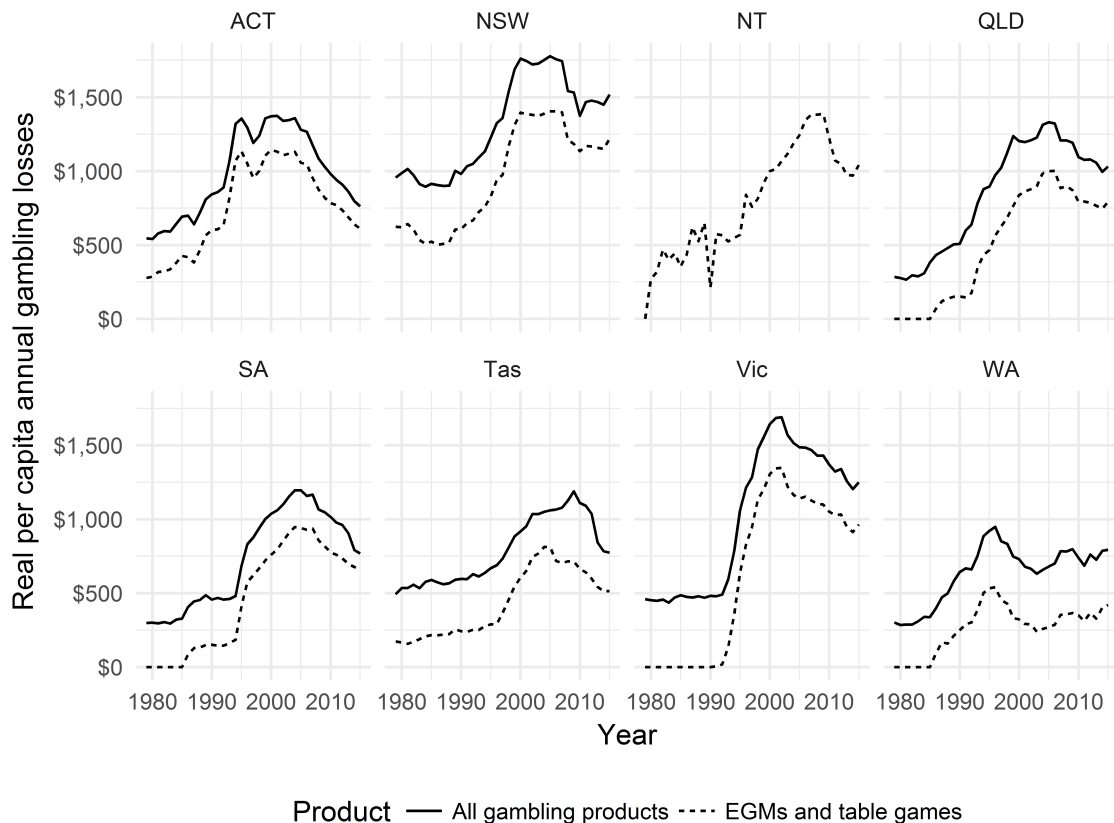 ACT NSW NT QLD
$1,500
$1,000
$500
$0
SA Tas Vic WA
$1,500
$1,000
$500
$0
1980 1990 2000 2010 1980 1990 2000 2010 1980 1990 2000 2010 1980 1990 2000 2010
Real per capita annual gambling losses
Year
Product All gambling products EGMs and table games